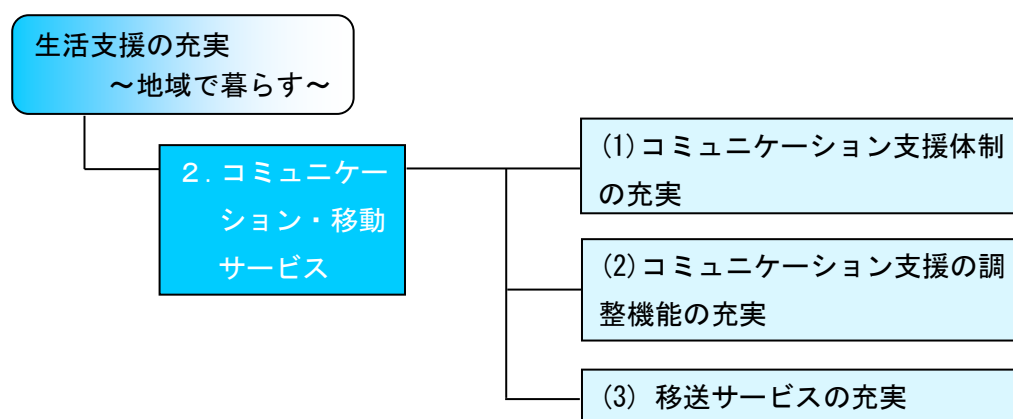 生活支援の充実
～地域で暮らす～
２．コミュニケー
ション・移動
サービス
(1)コミュニケーション支援体制
の充実
(2)コミュニケーション支援の調
整機能の充実
(3) 移送サービスの充実